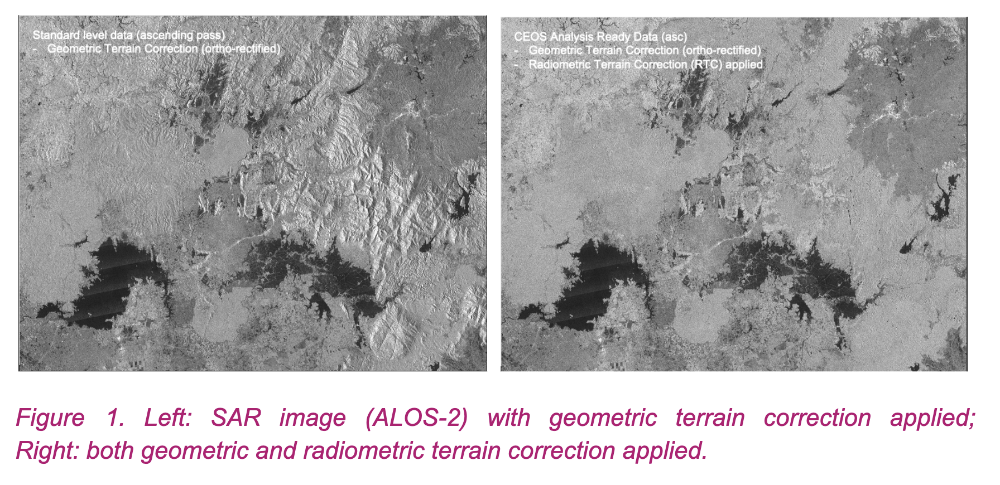 Standard level data (ascending pass)
- Geometric Terrain Correction (ortho-rectified)
CEOS Analysis Ready Data (asc)
- Geometric Terrain Correction (ortho-rectified)
- Radiometric Terrain Correction (RTC) applied
Figure 1. Left: SAR image (ALOS-2) with geometric terrain correction applied;
Right: both geometric and radiometric terrain correction applied.